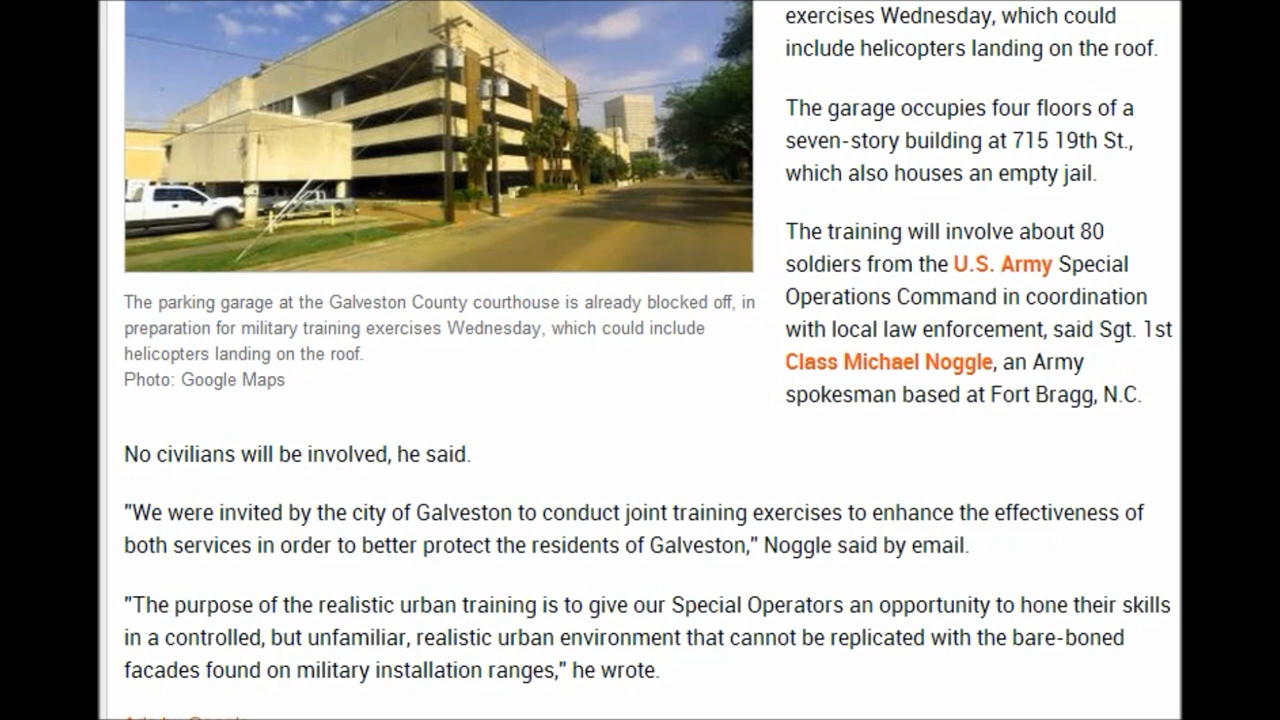 exercises Wednesday, which could
include helicopters landing on the roof.
The garage occupies four floors of a
seven-story building at 715 19th St.,
which also houses an empty jail.
The training will involve about 80
soldiers from the U.S. Army Special
Operations Command in coordination
with local law enforcement, said Sgt. 1st
Class Michael Noggle, an Army
spokesman based at Fort Bragg, N.C.
The parking garage at the Galveston County courthouse is already blocked off, in
preparation for military training exercises Wednesday, which could include
helicopters landing on the roof.
Photo: Google Maps
No civilians will be involved, he said.
"We were invited by the city of Galveston to conduct joint training exercises to enhance the effectiveness of
both services in order to better protect the residents of Galveston," Noggle said by email.
"The purpose of the realistic urban training is to give our Special Operators an opportunity to hone their skills
in a controlled, but unfamiliar, realistic urban environment that cannot be replicated with the bare-boned
facades found on military installation ranges," he wrote.